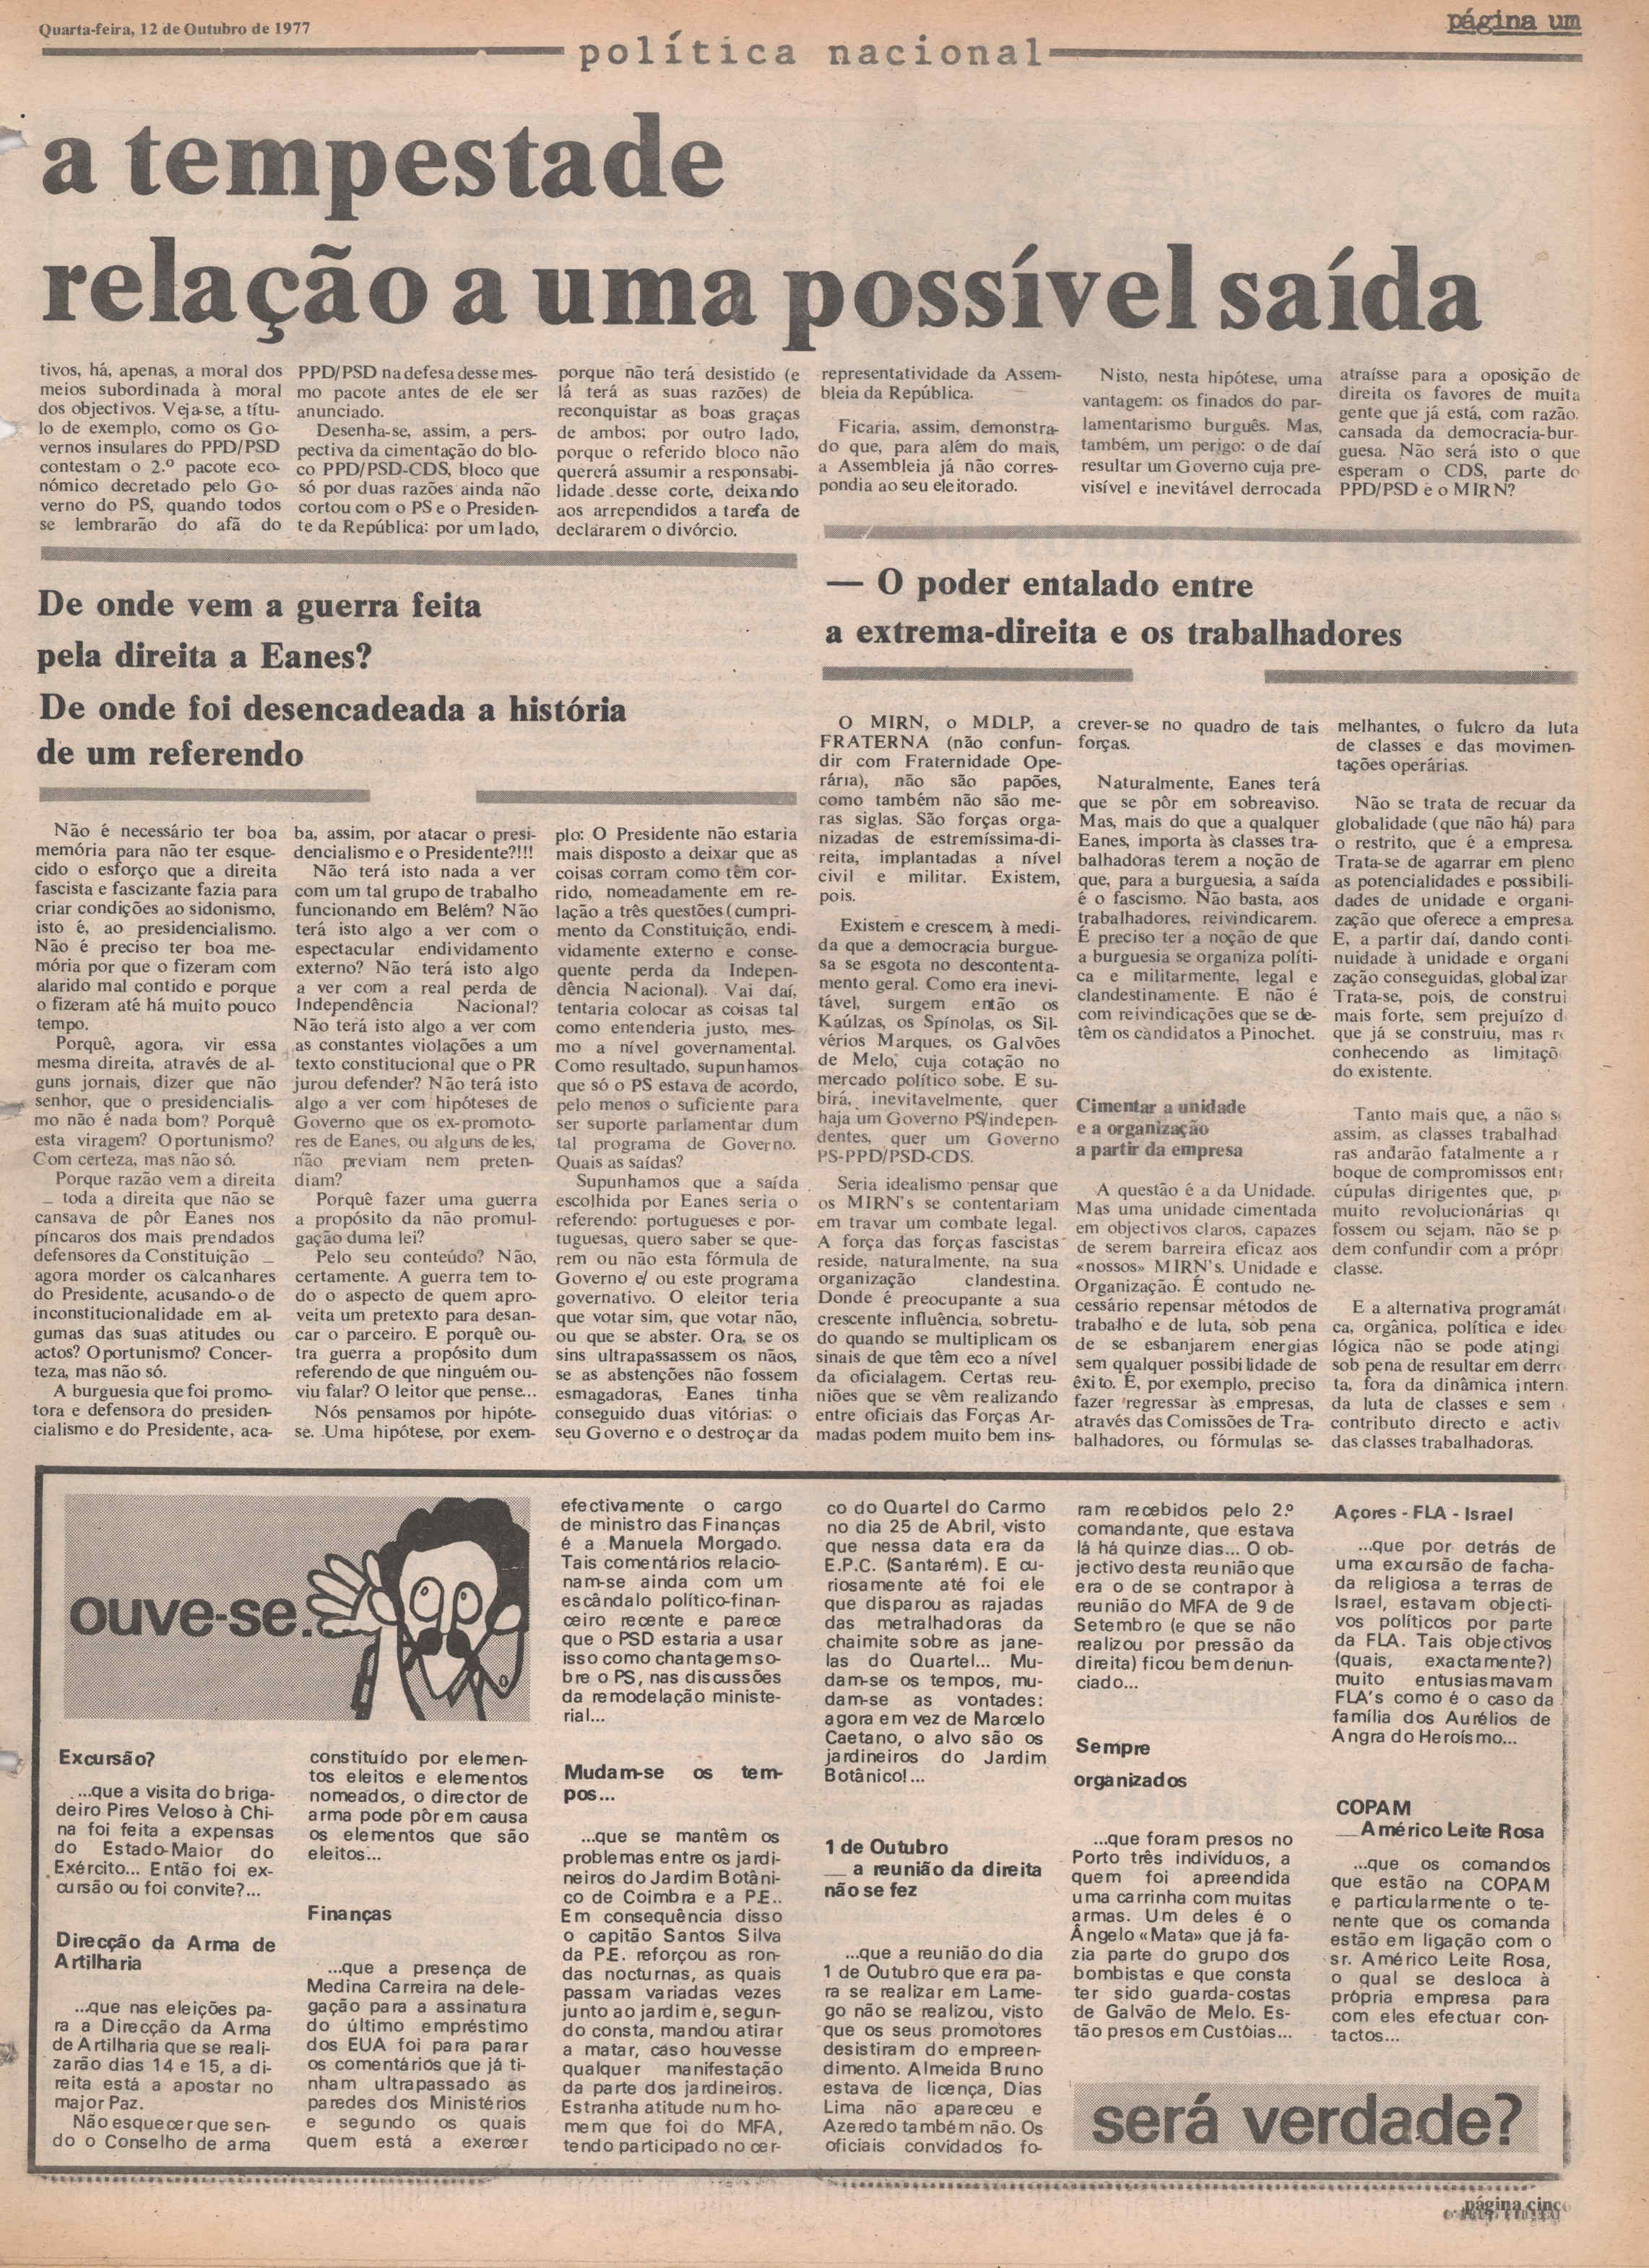 Quarta-feira, 12 de Outubro de 1977
página um
política nacional
a tempestade
relação a uma possível saída
tivos, há, apenas, a moral dos
meios subordinada à moral
dos objectivos. Veja-se, a títu-
lo de exemplo, como os Go-
vernos insulares do PPD/PSD
contestam o 2.º pacote eco-
nómico decretado pelo Go-
verno do PS, quando todos
se lembrarão do afã do
PPD/PSD na defesa desse mes-
mo pacote antes de ele ser
anunciado.
Desenha-se, assim, a pers-
pectiva da cimentação do blo-
co PPD/PSD-CDS, bloco que
só por duas razões ainda não
cortou com o PS e o Presiden-
te da República: por um lado,
porque não terá desistido (e
lá terá as suas razões) de
reconquistar as boas graças
de ambos; por outro lado,
porque o referido bloco não
quererá assumir a responsabi-
lidade desse corte, deixando
aos arrependidos a tarefa de
declararem o divórcio.
representatividade da Assem-
bleia da República.
Ficaria, assim, demonstra-
do que, para além do mais,
a Assembleia já não corres-
pondia ao seu eleitorado.
Nisto, nesta hipótese, uma
vantagem: os finados do par-
lamentarismo burguês. Mas,
também, um perigo: o de daí
resultar um Governo cuja pre-
visível e inevitável derrocada
atraísse para a oposição de
direita os favores de muita
gente que já está, com razão,
cansada da democracia-bur-
guesa. Não será isto o que
esperam o CDS, parte do
PPD/PSD e o MIRN?
De onde vem a guerra feita
pela direita a Eanes?
De onde foi desencadeada a história
de um referendo
Não é necessário ter boa
memória para não ter esque-
cido o esforço que a direita
fascista e fascizante fazia para
criar condições ao sidonismo,
isto é, ao presidencialismo.
Não é preciso ter boa me-
mória por que o fizeram com
alarido mal contido e porque
o fizeram até há muito pouco
tempo.
Porquê, agora, vir essa
mesma direita, através de al-
guns jornais, dizer que não
senhor, que o presidencialis-
mo não é nada bom? Porquê
esta viragem? Oportunismo?
Com certeza, mas não só.
Porque razão vem a direita
— toda a direita que não se
cansava de pôr Eanes nos
píncaros dos mais prendados
defensores da Constituição —
agora morder os calcanhares
do Presidente, acusando-o de
inconstitucionalidade em al-
gumas das suas atitudes ou
actos? Oportunismo? Concer-
teza, mas não só.
A burguesia que foi promo-
tora e defensora do presiden-
cialismo e do Presidente, aca-
ba, assim, por atacar o presi-
dencialismo e o Presidente?!!!
Não terá isto nada a ver
com um tal grupo de trabalho
funcionando em Belém? Não
terá isto algo a ver com o
espectacular endividamento
externo? Não terá isto algo
a ver com a real perda de
Independência Nacional?
Não terá isto algo a ver com
as constantes violações a um
texto constitucional que o PR
jurou defender? Não terá isto
algo a ver com hipóteses de
Governo que os ex-promoto-
res de Eanes, ou alguns deles,
não previam nem preten-
diam?
Porquê fazer uma guerra
a propósito da não promul-
gação duma lei?
Pelo seu conteúdo? Não,
certamente. A guerra tem to-
do o aspecto de quem apro-
veita um pretexto para desan-
car o parceiro. E porquê ou-
tra guerra a propósito dum
referendo de que ninguém ou-
viu falar? O leitor que pense...
Nós pensamos por hipóte-
se. Uma hipótese, por exem-
plo: O Presidente não estaria
mais disposto a deixar que as
coisas corram como têm cor-
rido, nomeadamente em re-
lação a três questões (cumpri-
mento da Constituição, endi-
vidamente externo e conse-
quente perda da Indepen-
dência Nacional). Vai daí,
tentaria colocar as coisas tal
como entenderia justo, mes-
mo a nível governamental.
Como resultado, supunhamos
que só o PS estava de acordo,
pelo menos o suficiente para
ser suporte parlamentar dum
tal programa de Governo.
Quais as saídas?
Supunhamos que a saída
escolhida por Eanes seria o
referendo: portugueses e por-
tuguesas, quero saber se que-
rem ou não esta fórmula de
Governo e/ ou este programa
governativo. O eleitor teria
que votar sim, que votar não,
ou que se abster. Ora, se os
sins ultrapassassem os nãos,
se as abstenções não fossem
esmagadoras, Eanes tinha
conseguido duas vitórias: o
seu Governo e o destroçar da
— O poder entalado entre
a extrema-direita e os trabalhadores
O MIRN, o MDLP, a
FRATERNA (não confun-
dir com Fraternidade Ope-
rária), não são papões,
como também não são me-
ras siglas. São forças orga-
nizadas de estremíssima-di-
reita, implantadas a nível
civil e militar. Existem,
pois.
Existem e crescem, à medi-
da que a democracia burgue-
sa se esgota no descontenta-
mento geral. Como era inevi-
tável, surgem então os
Kaúlzas, os Spínolas, os Sil-
vérios Marques, os Galvões
de Melo, cuja cotação no
mercado político sobe. E su-
birá, inevitavelmente, quer
haja um Governo PS/indepen-
dentes, quer um Governo
PS-PPD/PSD-CDS.
Seria idealismo pensar que
os MIRN's se contentariam
em travar um combate legal.
A força das forças fascistas
reside, naturalmente, na sua
organização clandestina.
Donde é preocupante a sua
crescente influência, sobretu-
do quando se multiplicam os
sinais de que têm eco a nível
da oficialagem. Certas reu-
niões que se vêm realizando
entre oficiais das Forças Ar-
madas podem muito bem ins-
crever-se no quadro de tais
forças.
Naturalmente, Eanes terá
que se pôr em sobreaviso.
Mas, mais do que a qualquer
Eanes, importa às classes tra-
balhadoras terem a noção de
que, para a burguesia, a saída
é o fascismo. Não basta, aos
trabalhadores, reivindicarem.
É preciso ter a noção de que
a burguesia se organiza políti-
ca e militarmente, legal e
clandestinamente. E não é
com reivindicações que se de-
têm os candidatos a Pinochet.
Cimentar a unidade
e a organização
a partir da empresa
A questão é a da Unidade.
Mas uma unidade cimentada
em objectivos claros, capazes
de serem barreira eficaz aos
«nossos» MIRN's. Unidade e
Organização. É contudo ne-
cessário repensar métodos de
trabalho e de luta, sob pena
de se esbanjarem energias
sem qualquer possibilidade de
êxito. É, por exemplo, preciso
fazer regressar às empresas,
através das Comissões de Tra-
balhadores, ou fórmulas se-
melhantes, o fulcro da luta
de classes e das movimen-
tações operárias.
Não se trata de recuar da
globalidade (que não há) para
o restrito, que é a empresa.
Trata-se de agarrar em pleno
as potencialidades e possibili-
dades de unidade e organi-
zação que oferece a empresa.
E, a partir daí, dando conti-
nuidade à unidade e organi
zação conseguidas, globalizar
Trata-se, pois, de construi
mais forte, sem prejuízo d
que já se construiu, mas r
conhecendo as limitaçõ
do existente.
Tanto mais que, a não s
assim, as classes trabalhad
ras andarão fatalmente a r
boque de compromissos entr
cúpulas dirigentes que, p
muito revolucionárias q
fossem ou sejam, não se p
dem confundir com a própr
classe.
E a alternativa programát
ca, orgânica, política e ideo
lógica não se pode atingi
sob pena de resultar em derro
ta, fora da dinâmica intern
da luta de classes e sem
contributo directo e activ
das classes trabalhadoras.
ouve-se.
Excursão?
...que a visita do briga-
deiro Pires Veloso à Chi-
na foi feita a expensas
do Estado-Maior do
Exército... Então foi ex-
cursão ou foi convite?...
Direcção da Arma de
Artilharia
...que nas eleições pa-
ra a Direcção da Arma
de Artilharia que se reali-
zarão dias 14 e 15, a di-
reita está a apostar no
major Paz.
Não esquecer que sen-
do o Conselho de arma
constituído por elemen-
tos eleitos e elementos
nomeados, o director de
arma pode pôr em causa
os elementos que são
eleitos...
Finanças
...que a presença de
Medina Carreira na dele-
gação para a assinatura
do último empréstimo
dos EUA foi para parar
os comentários que já ti-
nham ultrapassado as
paredes dos Ministérios
e segundo os quais
quem está a exercer
efectivamente o cargo
de ministro das Finanças
é a Manuela Morgado.
Tais comentários relacio-
nam-se ainda com um
escândalo político-finan-
ceiro recente e parece
que o PSD estaria a usar
isso como chantagem so-
bre o PS, nas discussões
da remodelação ministe-
rial...
Mudam-se os tem-
pos...
...que se mantêm os
problemas entre os jardi-
neiros do Jardim Botâni-
co de Coimbra e a P.E..
Em consequência disso
o capitão Santos Silva
da P.E. reforçou as ron-
das nocturnas, as quais
passam variadas vezes
junto ao jardim e, segun-
do consta, mandou atirar
a matar, caso houvesse
qualquer manifestação
da parte dos jardineiros.
Estranha atitude num ho-
mem que foi do MFA,
tendo participado no cer-
co do Quartel do Carmo
no dia 25 de Abril, visto
que nessa data era da
E.P.C. (Santarém). E cu-
riosamente até foi ele
que disparou as rajadas
das metralhadoras da
chaimite sobre as jane-
las do Quartel... Mu-
dam-se os tempos, mu-
dam-se as vontades:
agora em vez de Marcelo
Caetano, o alvo são os
jardineiros do Jardim
Botânico!...
1 de Outubro
— a reunião da direita
não se fez
...que a reunião do dia
1 de Outubro que era pa-
ra se realizar em Lame-
go não se realizou, visto
que os seus promotores
desistiram do empreen-
dimento. Almeida Bruno
estava de licença, Dias
Lima não apareceu e
Azeredo também não. Os
oficiais convidados fo-
ram recebidos pelo 2.º
comandante, que estava
lá há quinze dias... O ob-
jectivo desta reunião que
era o de se contrapor à
reunião do MFA de 9 de
Setembro (e que se não
realizou por pressão da
direita) ficou bem denun-
ciado...
Sempre
organizados
...que foram presos no
Porto três indivíduos, a
quem foi apreendida
uma carrinha com muitas
armas. Um deles é o
Ângelo «Mata» que já fa-
zia parte do grupo dos
bombistas e que consta
ter sido guarda-costas
de Galvão de Melo. Es-
tão presos em Custóias...
Açores - FLA - Israel
...que por detrás de
uma excursão de facha-
da religiosa a terras de
Israel, estavam objecti-
vos políticos por parte
da FLA. Tais objectivos
(quais, exactamente?)
muito entusiasmavam
FLA's como é o caso da
família dos Aurélios de
Angra do Heroísmo...
COPAM
— Américo Leite Rosa
...que os comandos
que estão na COPAM
e particularmente o te-
nente que os comanda
estão em ligação com o
sr. Américo Leite Rosa,
o qual se desloca à
própria empresa para
com eles efectuar con-
tactos...
será verdade?
página cinc